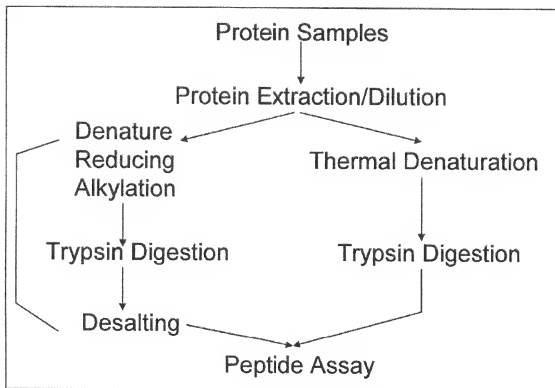 Protein Samples
Protein Extraction/Dilution
Denature
Reducing
Alkylation
Thermal Denaturation
Trypsin Digestion
Trypsin Digestion
Desalting
Peptide Assay